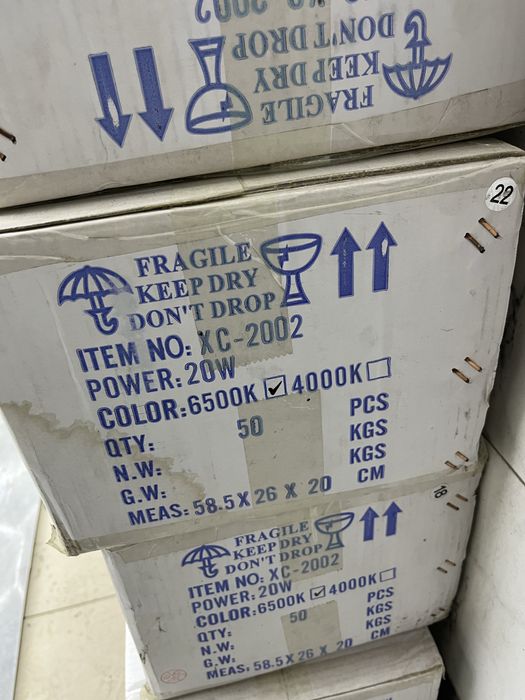 XC-2002
DON'T DROP
KEEP DRY
FRAGILE
22
FRAGILE
KEEP DRY
DON'T DROP
ITEM NO: XC-2002
POWER: 20W
COLOR: 6500K ☑ 4000K ☐
QTY: 50 PCS
N.W: KGS
G.W: KGS
MEAS: 58.5 X 26 X 20 CM
18
FRAGILE
KEEP DRY
DON'T DROP
ITEM NO: XC-2002
POWER: 20W
COLOR: 6500K ☑ 4000K ☐
QTY: 50 PCS
N.W: KGS
G.W: KGS
MEAS: 58.5 X 26 X 20 CM